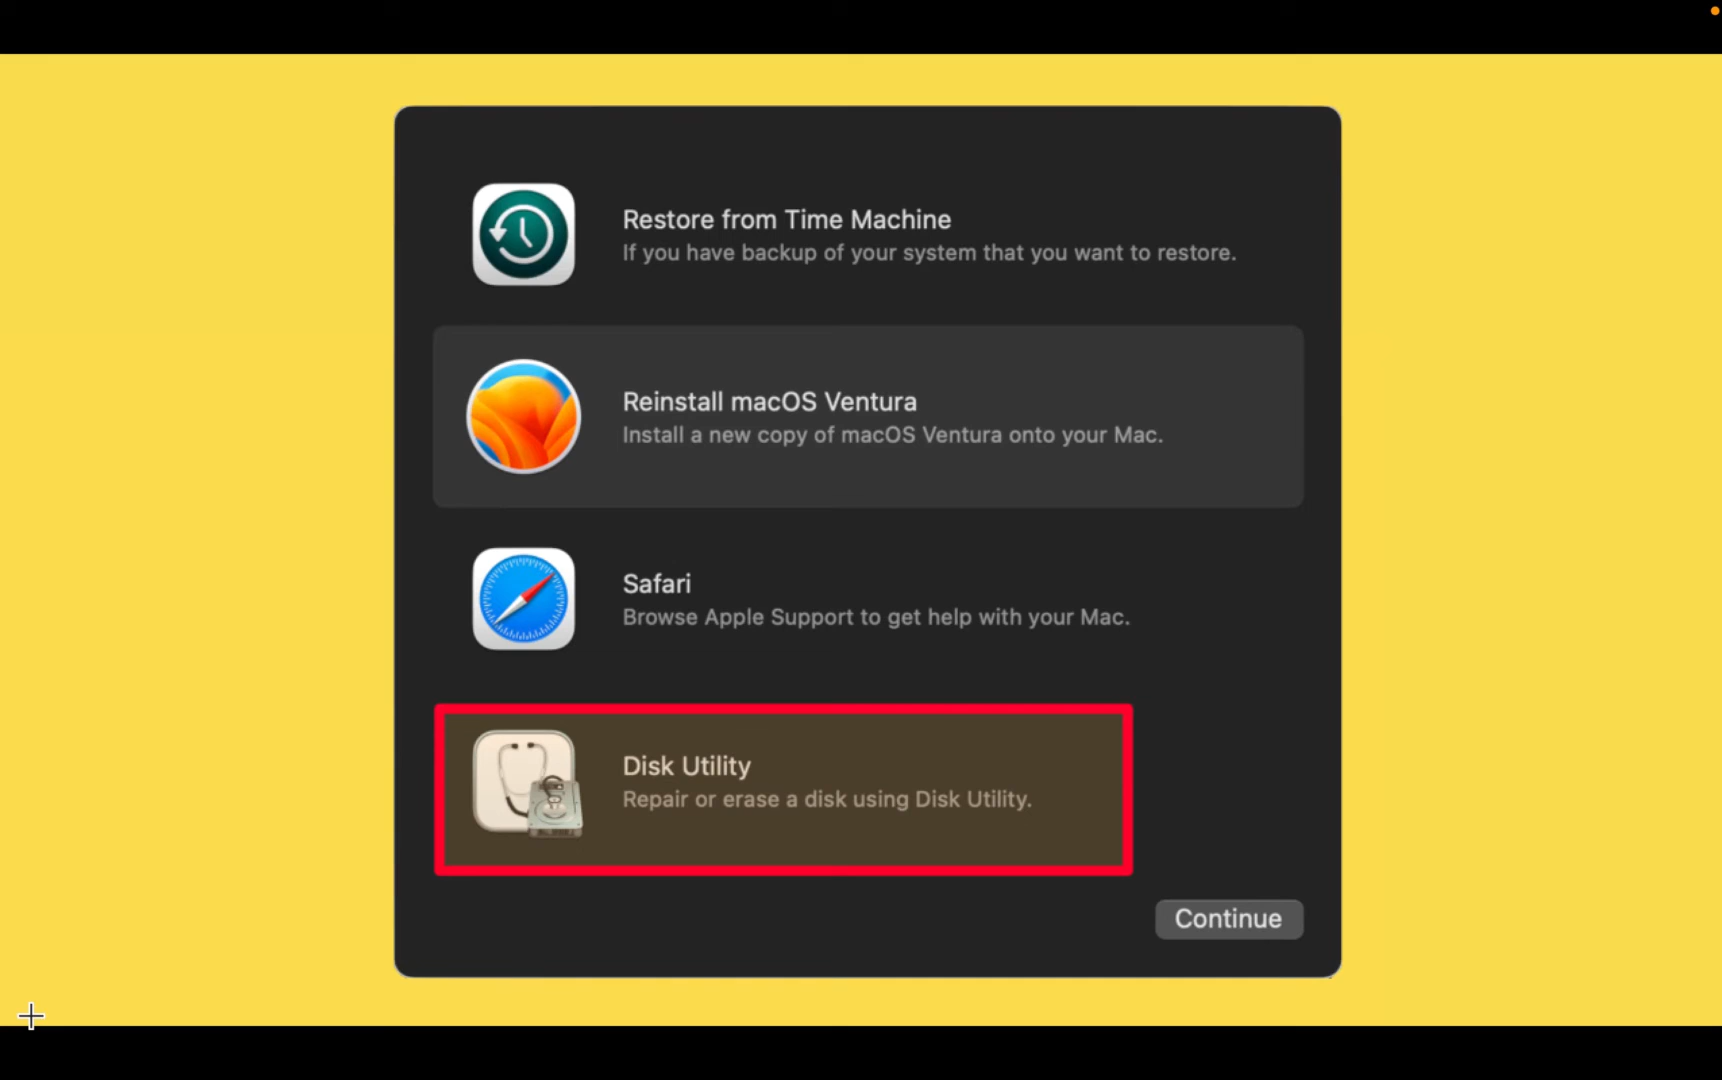 Restore from Time Machine
If you have backup of your system that you want to restore.
Reinstall macOS Ventura
Install a new copy of macOS Ventura onto your Mac.
Safari
Browse Apple Support to get help with your Mac.
Disk Utility
Repair or erase a disk using Disk Utility.
Continue